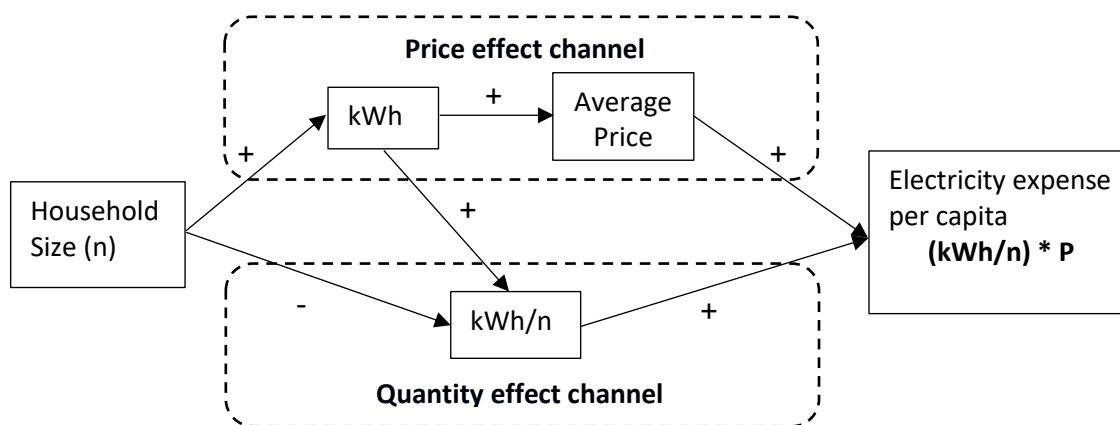 Price effect channel
kWh
+
Average
Price
+
+
+
Household
Size (n)
Electricity expense
per capita
(kWh/n) * P
-
kWh/n
+
Quantity effect channel